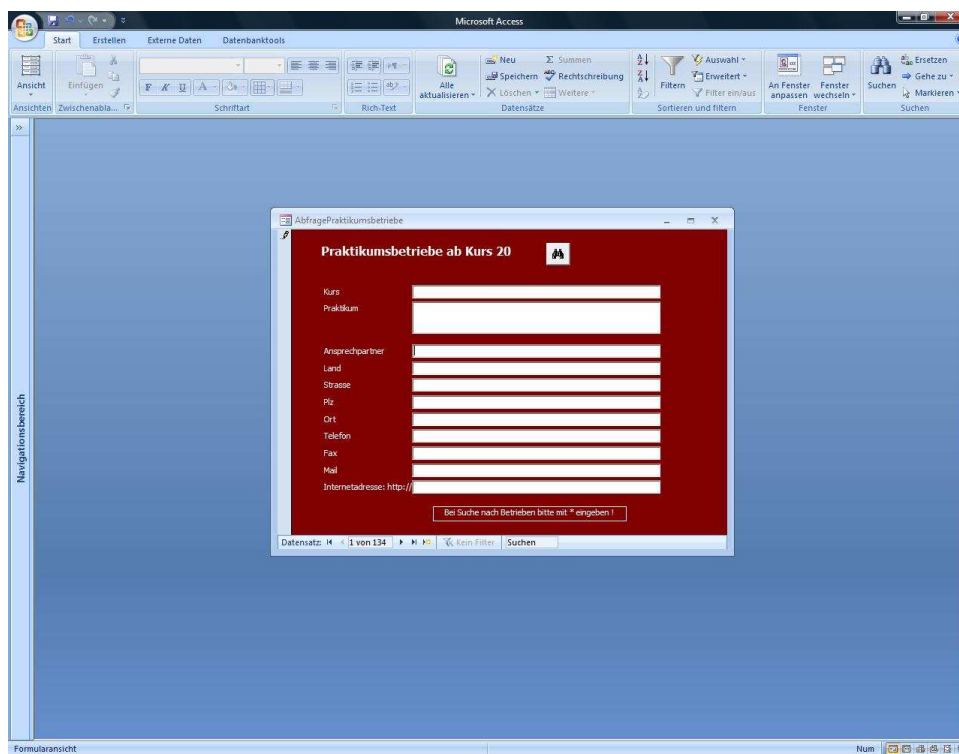 Microsoft Access
Start Erstellen Externe Daten Datenbanktools
Ansicht
Einfügen
F K U A
Alle aktualisieren
Neu
Speichern
Löschen
Summen
Rechtschreibung
Weitere
Filtern
Auswahl
Erweitert
Filter ein/aus
An Fenster anpassen
Fenster wechseln
Suchen
Ersetzen
Gehe zu
Markieren
Ansichten Zwischenabla... Schriftart Rich-Text Datensätze Sortieren und filtern Fenster Suchen
Navigationsbereich
AbfragePraktikumsbetriebe
Praktikumsbetriebe ab Kurs 20
Kurs
Praktikum
Ansprechpartner
Land
Strasse
Plz
Ort
Telefon
Fax
Mail
Internetadresse: http://
Bei Suche nach Betrieben bitte mit * eingeben !
Datensatz: 1 von 134 Kein Filter Suchen
Formularansicht Num